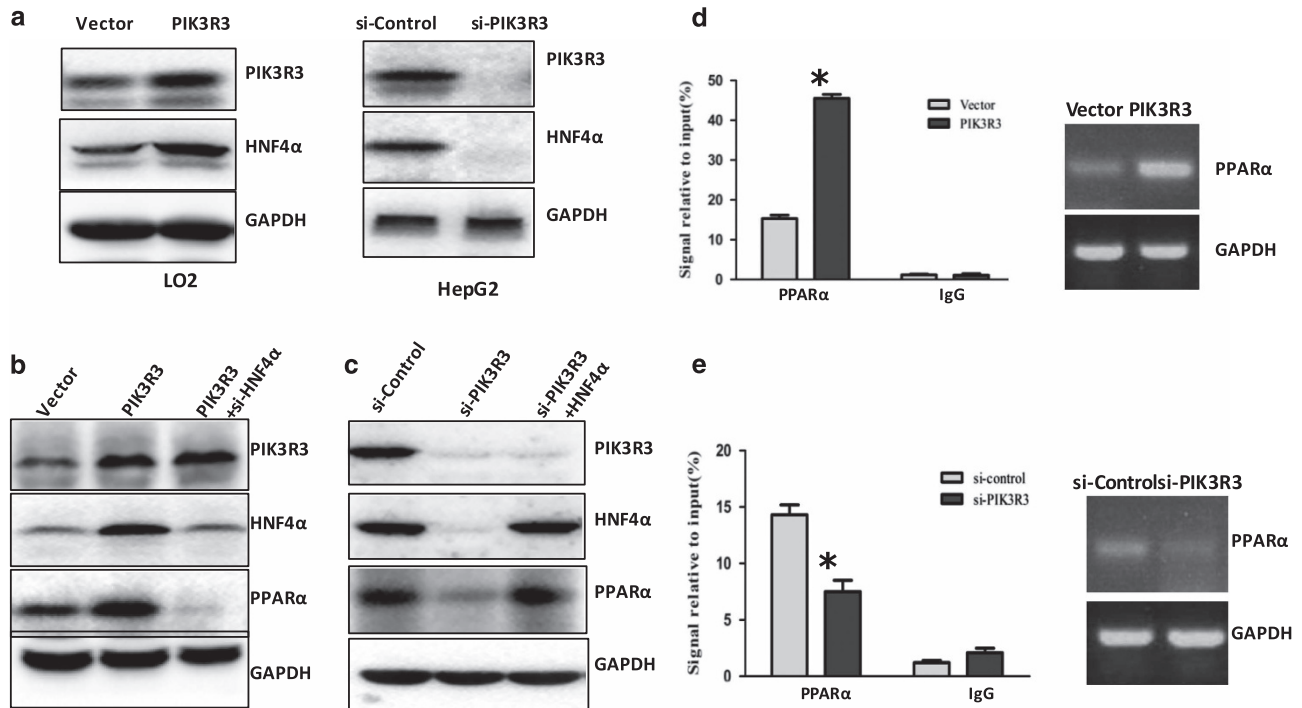 a
Vector PIK3R3
PIK3R3
HNF4α
GAPDH
LO2
si-Control si-PIK3R3
PIK3R3
HNF4α
GAPDH
HepG2
b
Vector
PIK3R3
PIK3R3
+si-HNF4α
PIK3R3
HNF4α
PPARα
GAPDH
c
si-Control
si-PIK3R3
si-PIK3R3
+HNF4α
PIK3R3
HNF4α
PPARα
GAPDH
d
Signal relative to input(%)
50
40
30
20
10
0
*
Vector
PIK3R3
PPARα IgG
Vector PIK3R3
PPARα
GAPDH
e
Signal relative to input(%)
20
15
10
5
0
*
si-control
si-PIK3R3
PPARα IgG
si-Controlsi-PIK3R3
PPARα
GAPDH